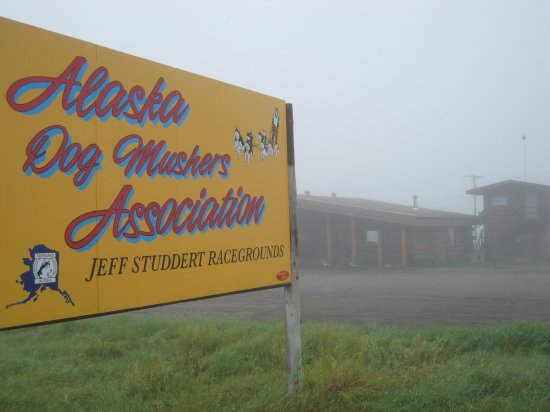 Alaska
Dog Mushers
Association
JEFF STUDDERT RACEGROUNDS